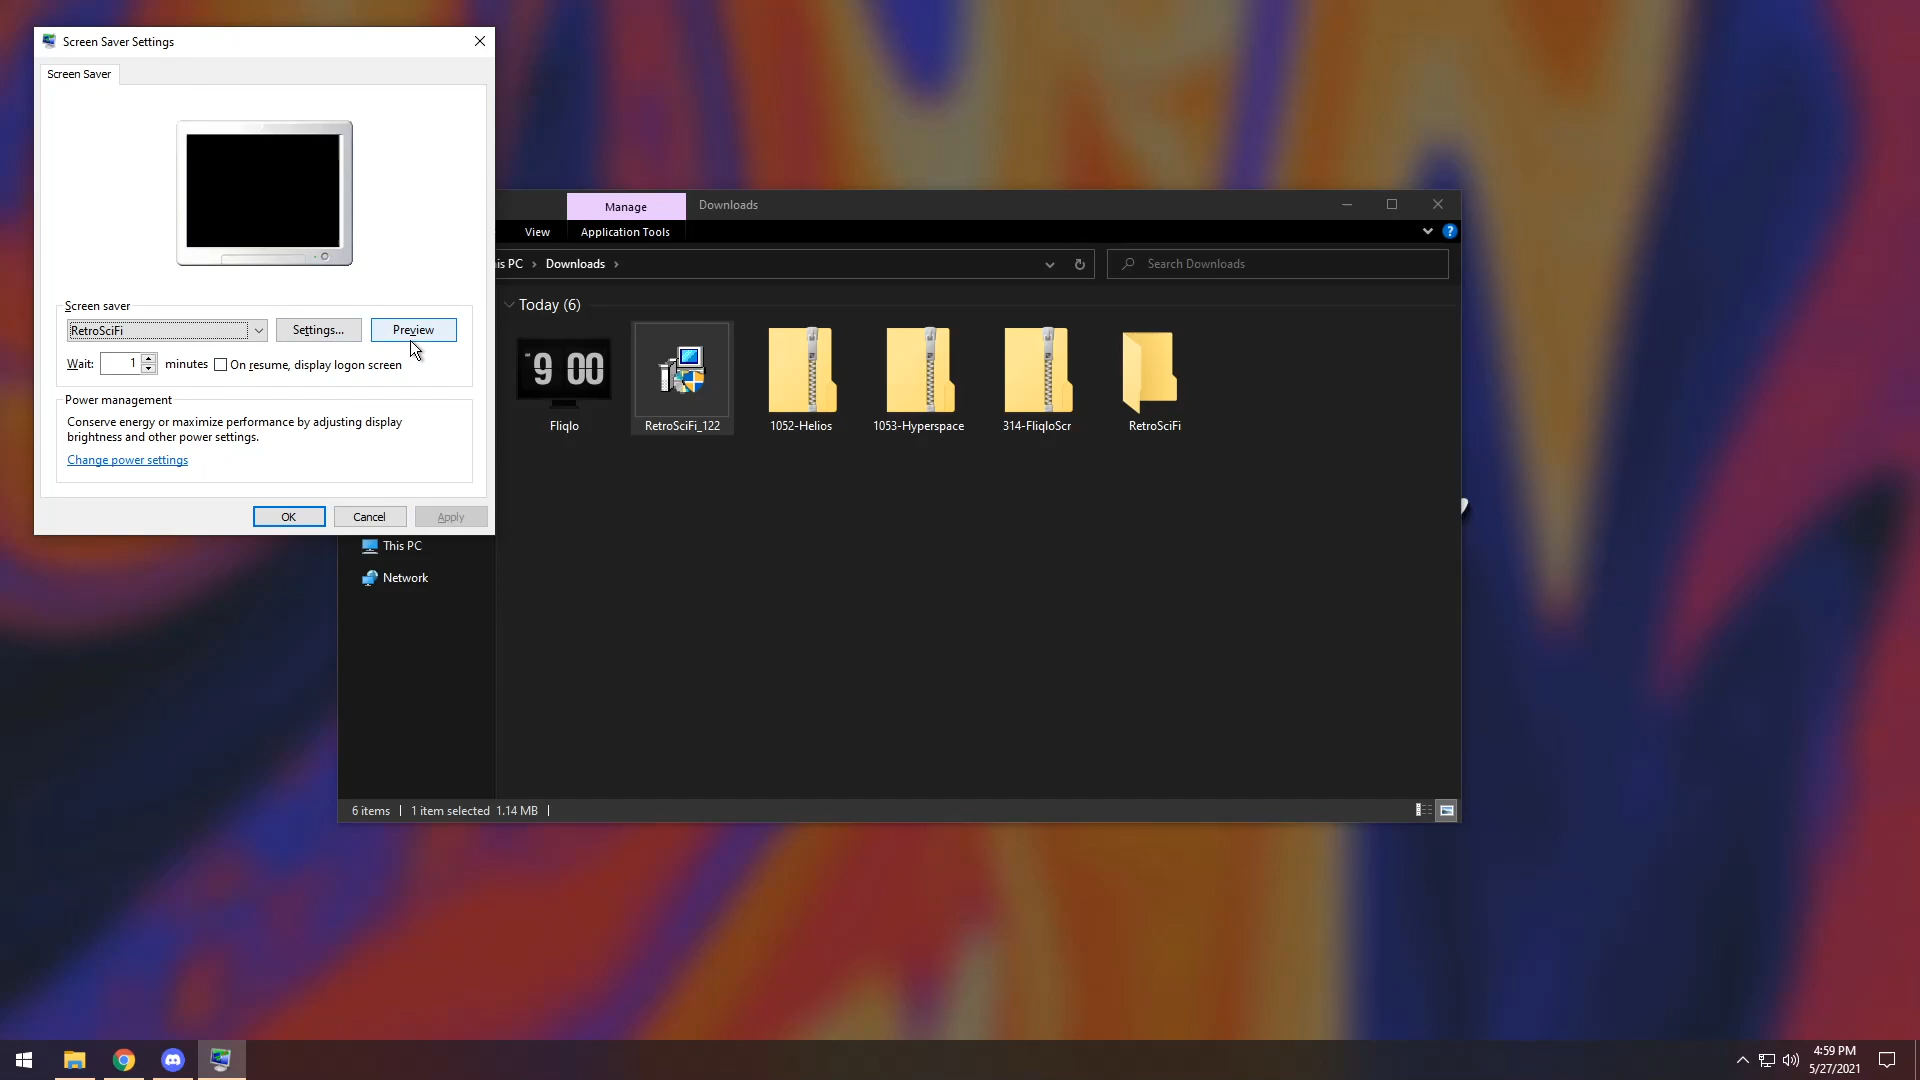 Screen Saver Settings
Screen Saver
Screen saver
RetroSciFi
Settings...
Preview
Wait:
1
minutes
On resume, display logon screen
Power management
Conserve energy or maximize performance by adjusting display
brightness and other power settings.
Change power settings
OK
Cancel
Apply
Manage
Downloads
View
Application Tools
?
is PC
Downloads
Search Downloads
Today (6)
9 00
Fliqlo
RetroSciFi_122
1052-Helios
1053-Hyperspace
314-FliqloScr
RetroSciFi
This PC
Network
6 items
1 item selected 1.14 MB
4:59 PM
5/27/2021